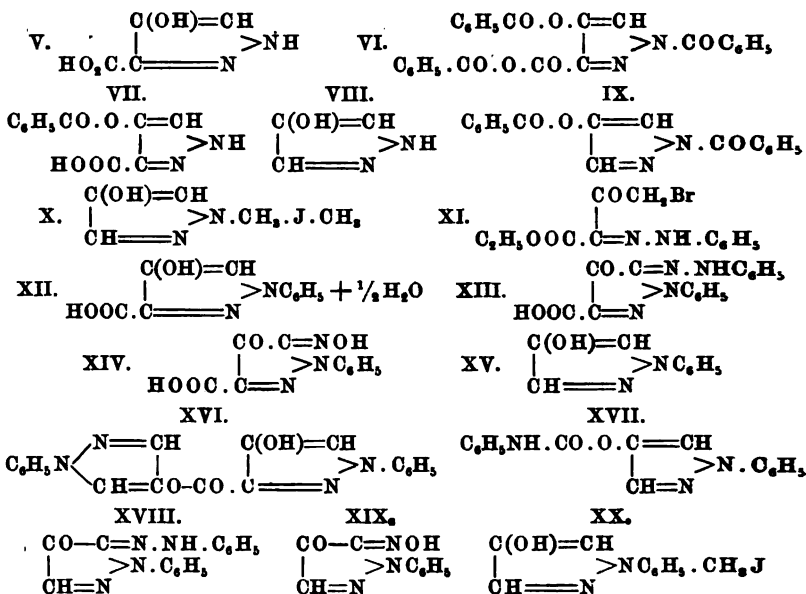 C(OH)=CH C₆H₅CO.O.C=CH
V. | >NH VI. | >N.COC₆H₅
HO₂C.C====N C₆H₅.CO.O.CO.C=N
VII. VIII. IX.
C₆H₅CO.O.C=CH C(OH)=CH C₆H₅CO.O.C==CH
| >NH | >NH | >N.COC₆H₅
HOOC.C=N CH===N CH=N
C(OH)=CH COCH₂Br
X. | >N.CH₃.J.CH₃ XI. |
CH==N C₂H₅OOC.C=N.NH.C₆H₅
C(OH)=CH CO.C=N.NHC₆H₅
XII. | >NC₆H₅ + ½H₂O XIII. | >NC₆H₅
HOOC.C====N HOOC.C=N
CO.C=NOH C(OH)=CH
XIV. | >NC₆H₅ XV. | >NC₆H₅
HOOC.C=N CH===N
XVI. XVII.
N==CH C(OH)=CH C₆H₅NH.CO.O.C==CH
C₆H₅N< | | >N.C₆H₅ | >N.C₆H₅
CH=CO-CO.C====N CH=N
XVIII. XIX. XX.
CO—C=N.NH.C₆H₅ CO—C=NOH C(OH)=CH
| >N.C₆H₅ | >NC₆H₅ | >NC₆H₅.CH₃J
CH=N CH=N CH===N